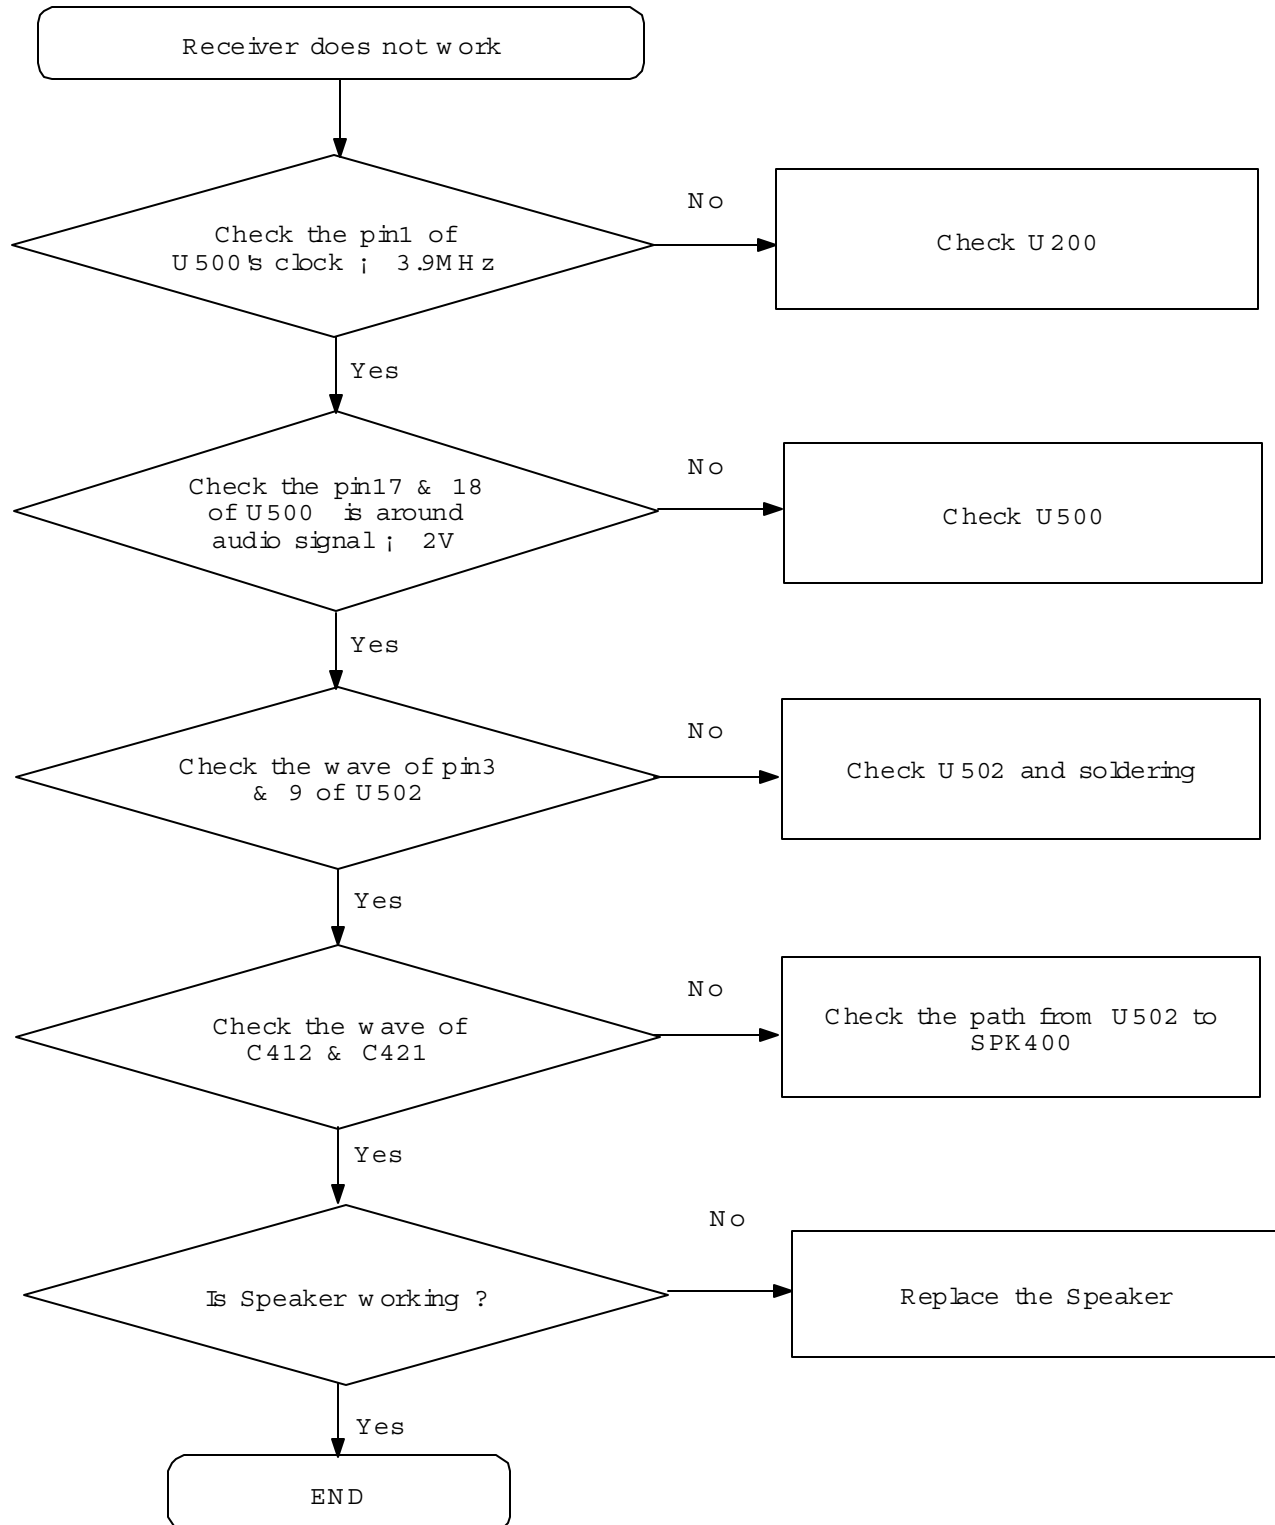 Receiver does not work
No
Check the pin1 of
U500's clock ; 3.9MHz
Check U200
Yes
No
Check the pin17 & 18
of U500 is around
audio signal ; 2V
Check U500
Yes
No
Check the wave of pin3
& 9 of U502
Check U502 and soldering
Yes
No
Check the wave of
C412 & C421
Check the path from U502 to
SPK400
Yes
No
Is Speaker working ?
Replace the Speaker
Yes
END